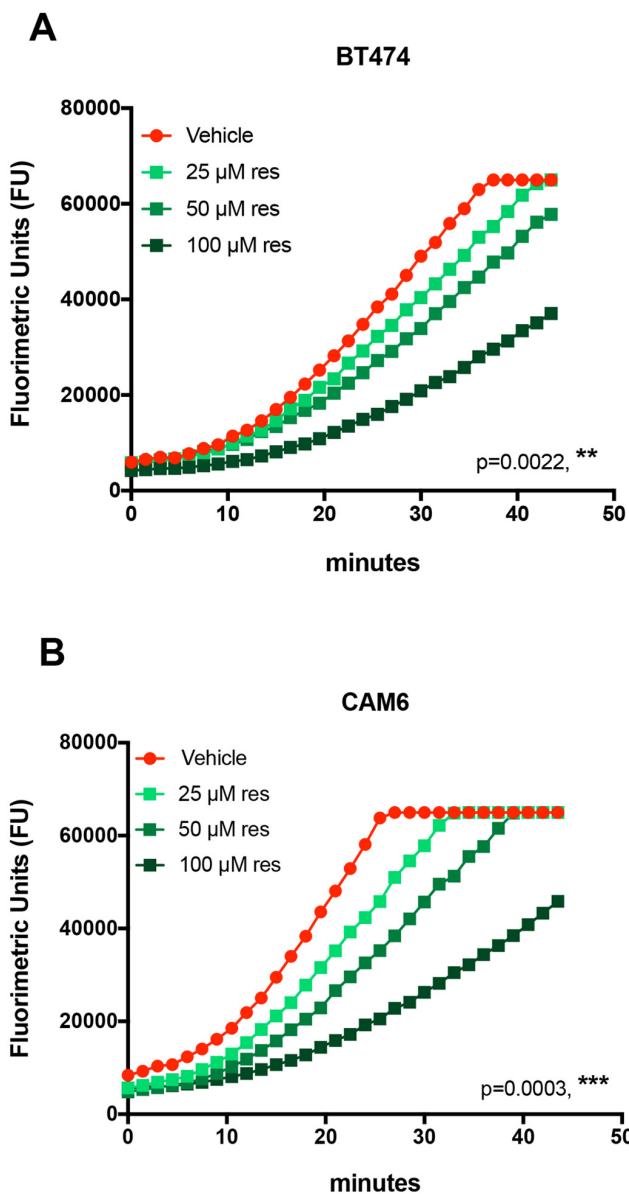 A
BT474
80000
60000
40000
20000
0
Fluorimetric Units (FU)
Vehicle
25 µM res
50 µM res
100 µM res
p=0.0022, **
0 10 20 30 40 50
minutes
B
CAM6
80000
60000
40000
20000
0
Fluorimetric Units (FU)
Vehicle
25 µM res
50 µM res
100 µM res
p=0.0003, ***
0 10 20 30 40 50
minutes